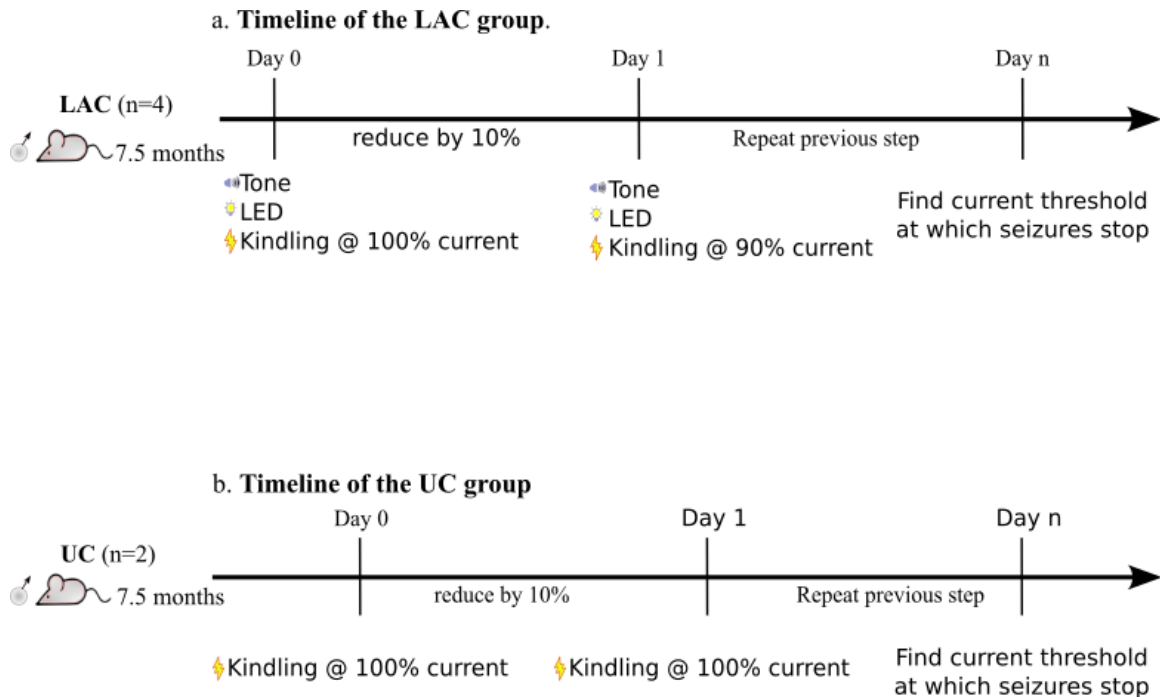 a. Timeline of the LAC group.
Day 0
Day 1
Day n
LAC (n=4)
7.5 months
reduce by 10%
Repeat previous step
Tone
LED
Kindling @ 100% current
Tone
LED
Kindling @ 90% current
Find current threshold
at which seizures stop
b. Timeline of the UC group
Day 0
Day 1
Day n
UC (n=2)
7.5 months
reduce by 10%
Repeat previous step
Kindling @ 100% current
Kindling @ 100% current
Find current threshold
at which seizures stop